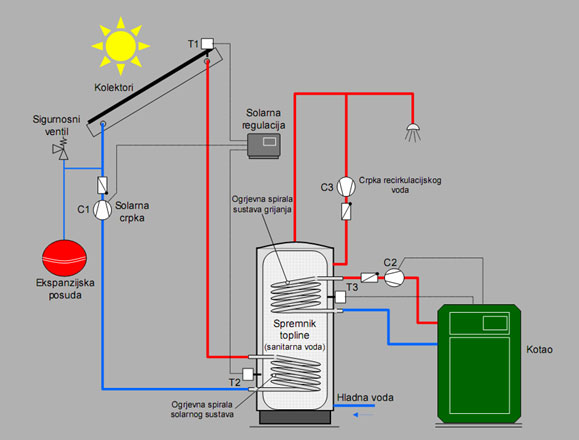 T1
Kolektori
Sigurnosni
ventil
Solarna
regulacija
C1
Solarna
crpka
Ekspanzijska
posuda
C3
Crpka recirkulacijskog
voda
Ogrjevna spirala
sustava grijanja
C2
T3
Spremnik
topline
(sanitarna voda)
Kotao
T2
Ogrjevna spirala
solarnog sustava
Hladna voda